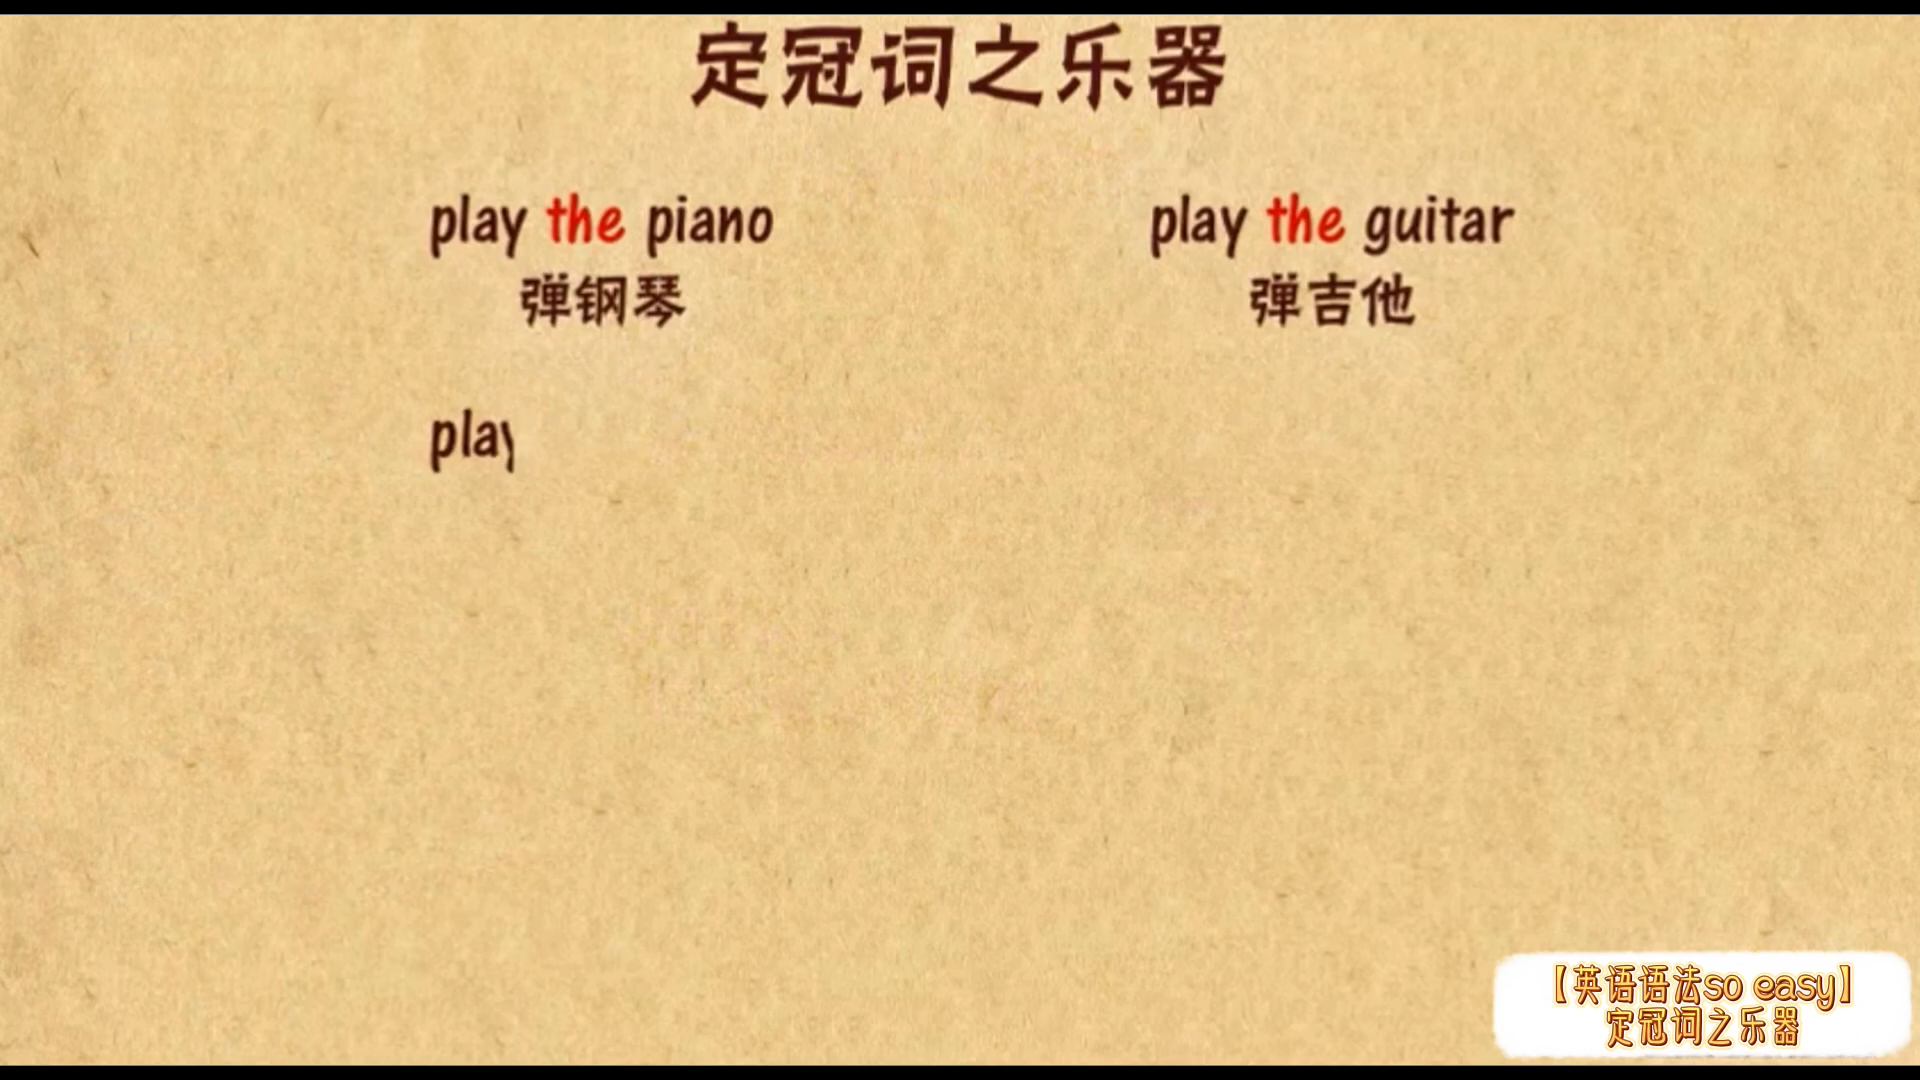 定冠词之乐器
play the piano
play the guitar
弹钢琴
弹吉他
play
【英语语法so easy】
定冠词之乐器